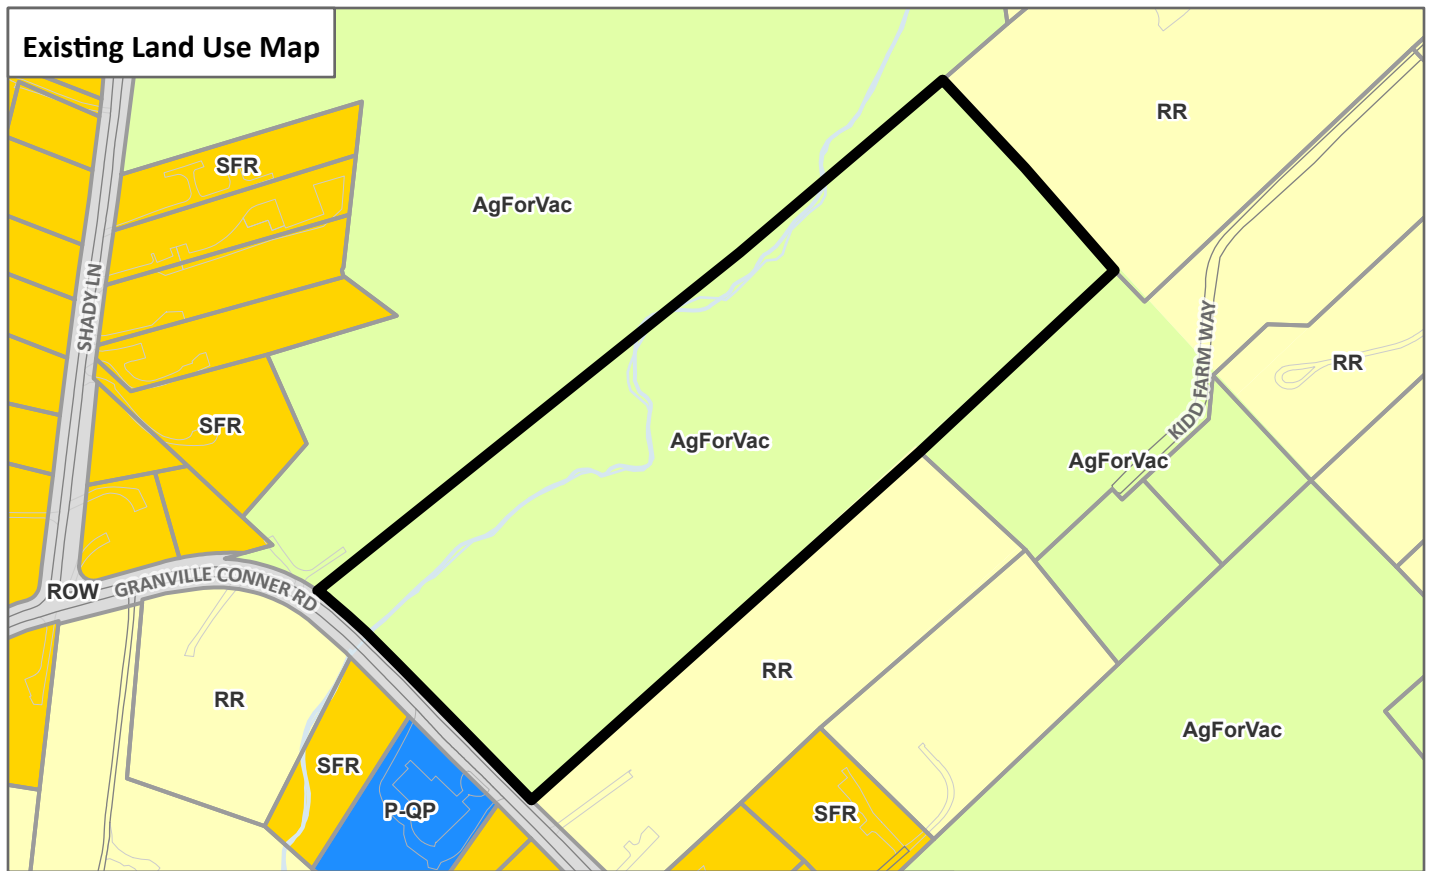 Existing Land Use Map
RR
SFR
AgForVac
SHADY LN
KIDD FARM WAY
RR
SFR
AgForVac
AgForVac
ROW
GRANVILLE CONNER RD
RR
RR
AgForVac
SFR
P-QP
SFR